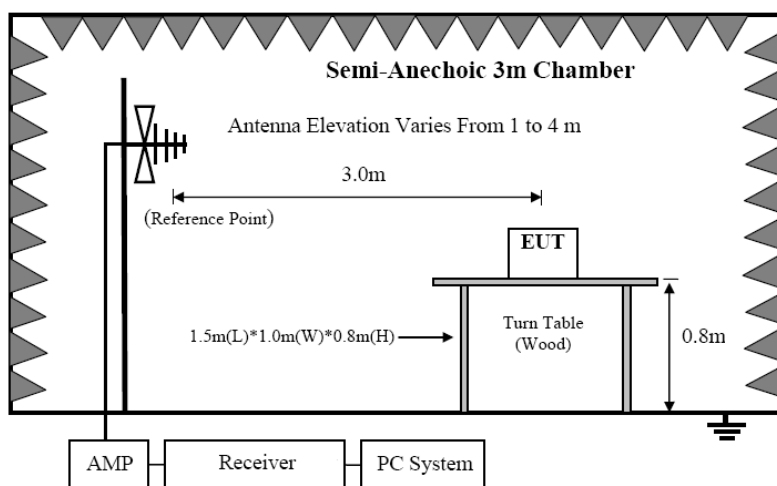 Semi-Anechoic 3m Chamber
Antenna Elevation Varies From 1 to 4 m
3.0m
(Reference Point)
EUT
1.5m(L)*1.0m(W)*0.8m(H)
Turn Table
(Wood)
0.8m
AMP
Receiver
PC System